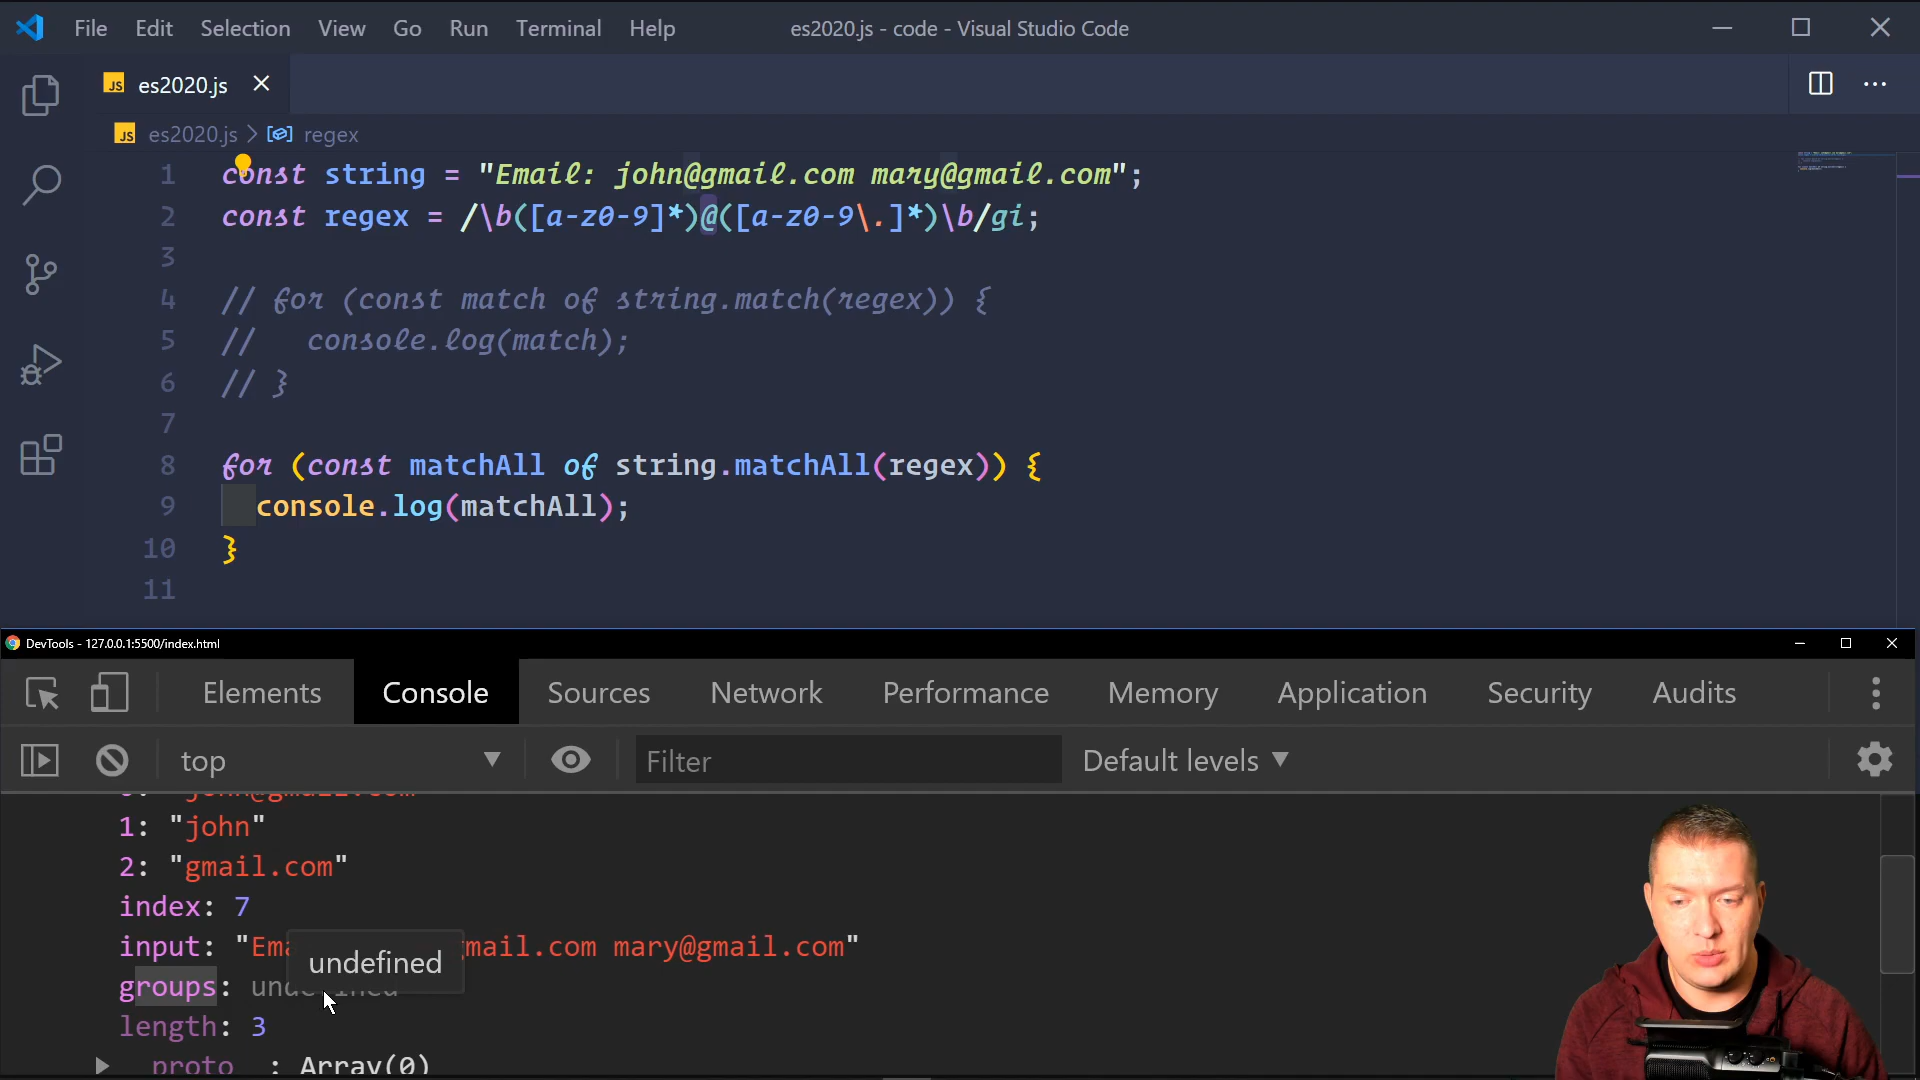 File Edit Selection View Go Run Terminal Help es2020.js - code - Visual Studio Code
JS es2020.js
JS es2020.js > regex
1 const string = "Email: john@gmail.com mary@gmail.com";
2 const regex = /\b([a-z0-9]*)@([a-z0-9\.]*)\b/gi;
3
4 // for (const match of string.match(regex)) {
5 //   console.log(match);
6 // }
7
8 for (const matchAll of string.matchAll(regex)) {
9   console.log(matchAll);
10 }
11
DevTools - 127.0.0.1:5500/index.html
Elements Console Sources Network Performance Memory Application Security Audits
top Filter Default levels
1: "john"
2: "gmail.com"
index: 7
input: "Ema mail.com mary@gmail.com"
undefined
groups: undefined
length: 3
proto : Array(0)